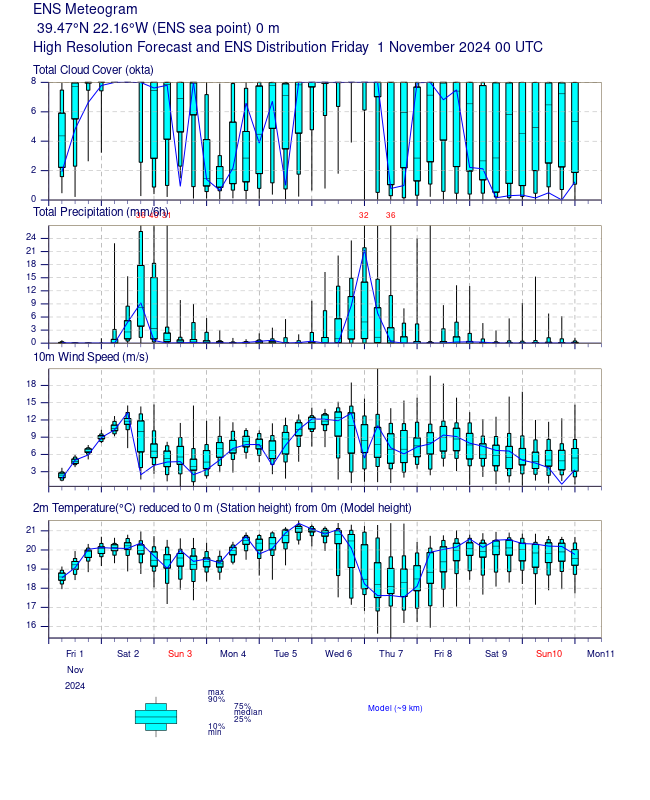 ENS Meteogram
39.47°N 22.16°W (ENS sea point) 0 m
High Resolution Forecast and ENS Distribution Friday 1 November 2024 00 UTC
Total Cloud Cover (okta)
8
6
4
2
0
Total Precipitation (mm/6h)
32 36
24
21
18
15
12
9
6
3
0
10m Wind Speed (m/s)
18
15
12
9
6
3
2m Temperature(°C) reduced to 0 m (Station height) from 0m (Model height)
21
20
19
18
17
16
Fri 1 Sat 2 Sun 3 Mon 4 Tue 5 Wed 6 Thu 7 Fri 8 Sat 9 Sun10 Mon11
Nov
2024
max
90%
75%
median
25%
10%
min
Model (~9 km)